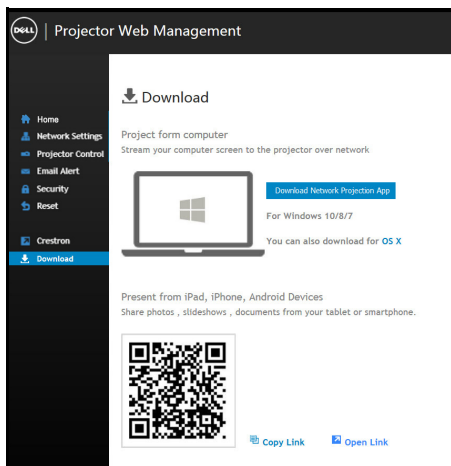 DELL | Projector Web Management
Download
Home
Network Settings
Projector Control
Email Alert
Security
Reset
Crestron
Download
Project form computer
Stream your computer screen to the projector over network
Download Network Projection App
For Windows 10/8/7
You can also download for OS X
Present from iPad, iPhone, Android Devices
Share photos , slideshows , documents from your tablet or smartphone.
Copy Link Open Link